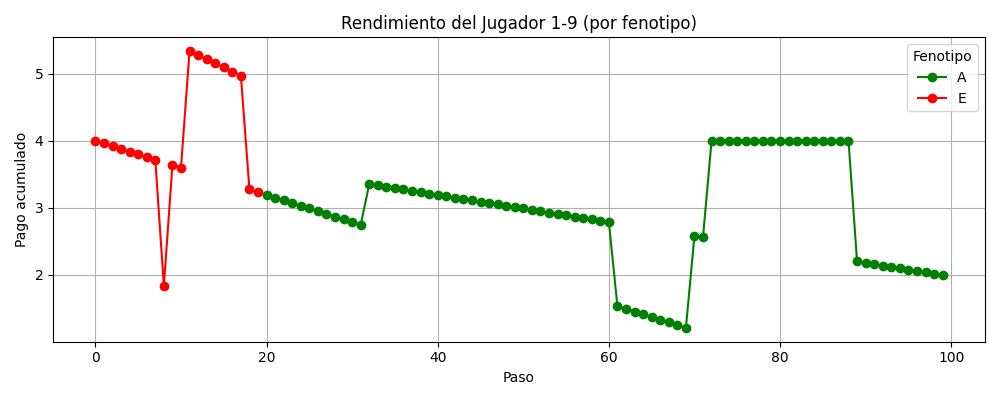 Rendimiento del Jugador 1-9 (por fenotipo)
Pago acumulado
5
4
3
2
0
20
40
60
80
100
Paso
Fenotipo
A
E